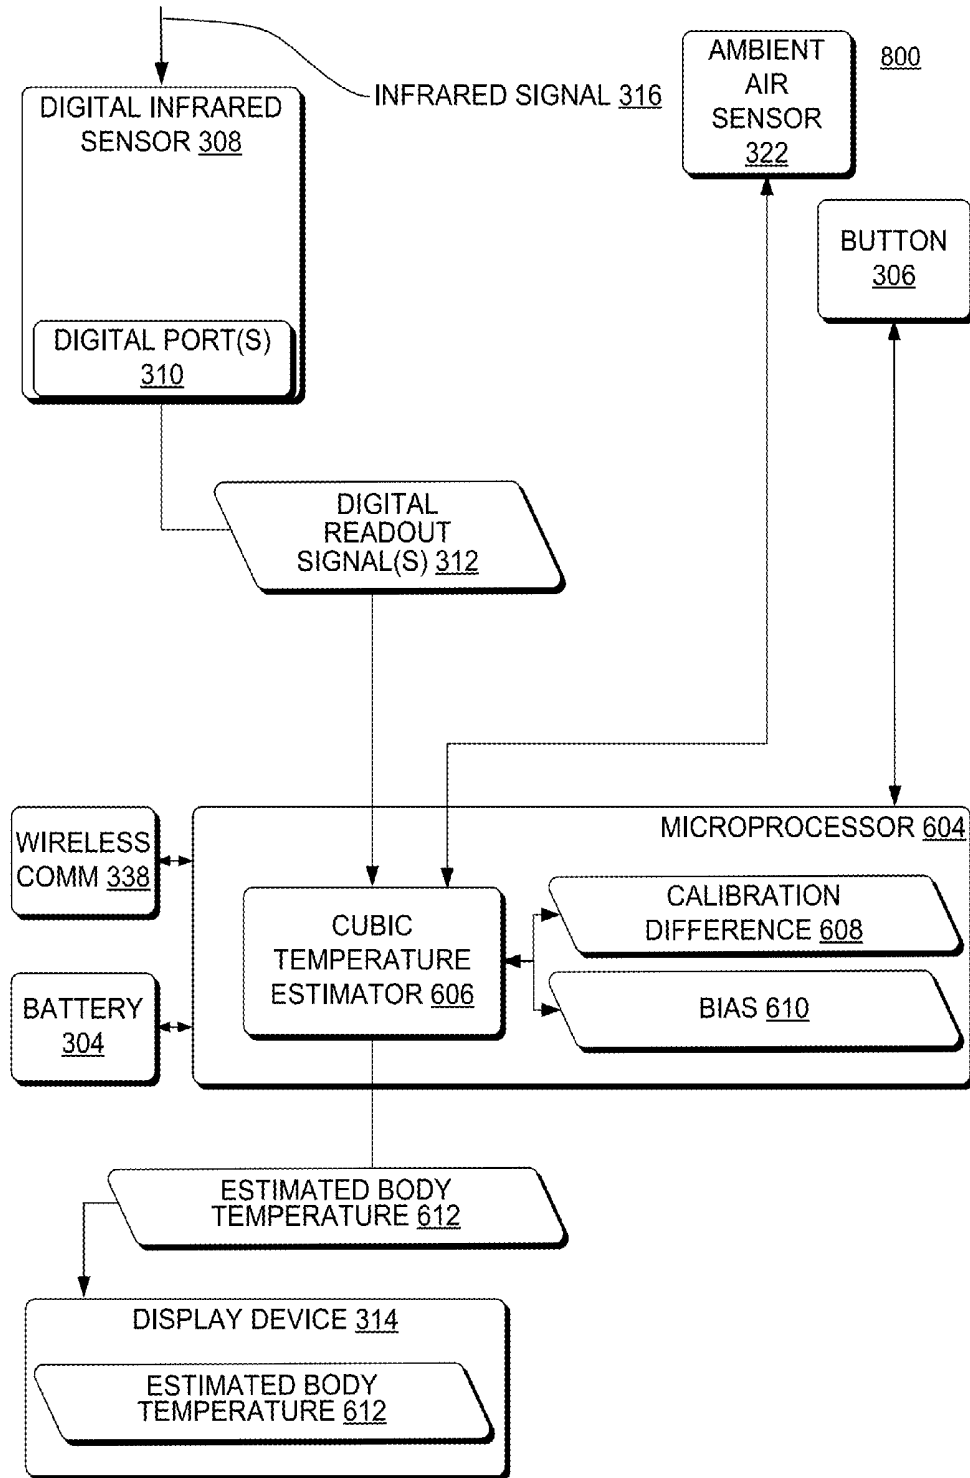 DIGITAL INFRARED
SENSOR 308
INFRARED SIGNAL 316
AMBIENT
AIR
SENSOR
322
800
BUTTON
306
DIGITAL PORT(S)
310
DIGITAL
READOUT
SIGNAL(S) 312
MICROPROCESSOR 604
WIRELESS
COMM 338
CUBIC
TEMPERATURE
ESTIMATOR 606
CALIBRATION
DIFFERENCE 608
BIAS 610
BATTERY
304
ESTIMATED BODY
TEMPERATURE 612
DISPLAY DEVICE 314
ESTIMATED BODY
TEMPERATURE 612